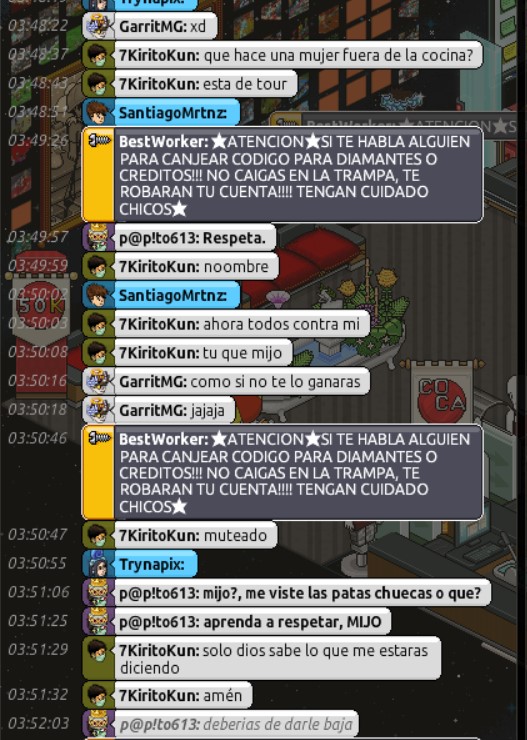 03:48:19 Trynapix:
03:48:22 GarritMG: xd
03:48:37 7KiritoKun: que hace una mujer fuera de la cocina?
03:48:43 7KiritoKun: esta de tour
03:48:51 SantiagoMrtnz:
BestWorker: ★ATENCION★S
03:49:26 BestWorker: ★ATENCION★SI TE HABLA ALGUIEN
PARA CANJEAR CODIGO PARA DIAMANTES O
CREDITOS!!! NO CAIGAS EN LA TRAMPA, TE
ROBARAN TU CUENTA!!!! TENGAN CUIDADO
CHICOS★
03:49:57 p@p!to613: Respeta.
03:49:59 7KiritoKun: noombre
03:50:02 SantiagoMrtnz:
50K
03:50:03 7KiritoKun: ahora todos contra mi
03:50:08 7KiritoKun: tu que mijo
03:50:16 GarritMG: como si no te lo ganaras
COCA
03:50:18 GarritMG: jajaja
03:50:46 BestWorker: ★ATENCION★SI TE HABLA ALGUIEN
PARA CANJEAR CODIGO PARA DIAMANTES O
CREDITOS!!! NO CAIGAS EN LA TRAMPA, TE
ROBARAN TU CUENTA!!!! TENGAN CUIDADO
CHICOS★
03:50:47 7KiritoKun: muteado
03:50:55 Trynapix:
03:51:06 p@p!to613: mijo?, me viste las patas chuecas o que?
03:51:25 p@p!to613: aprenda a respetar, MIJO
03:51:29 7KiritoKun: solo dios sabe lo que me estaras
diciendo
03:51:32 7KiritoKun: amén
03:52:03 p@p!to613: deberias de darle baja